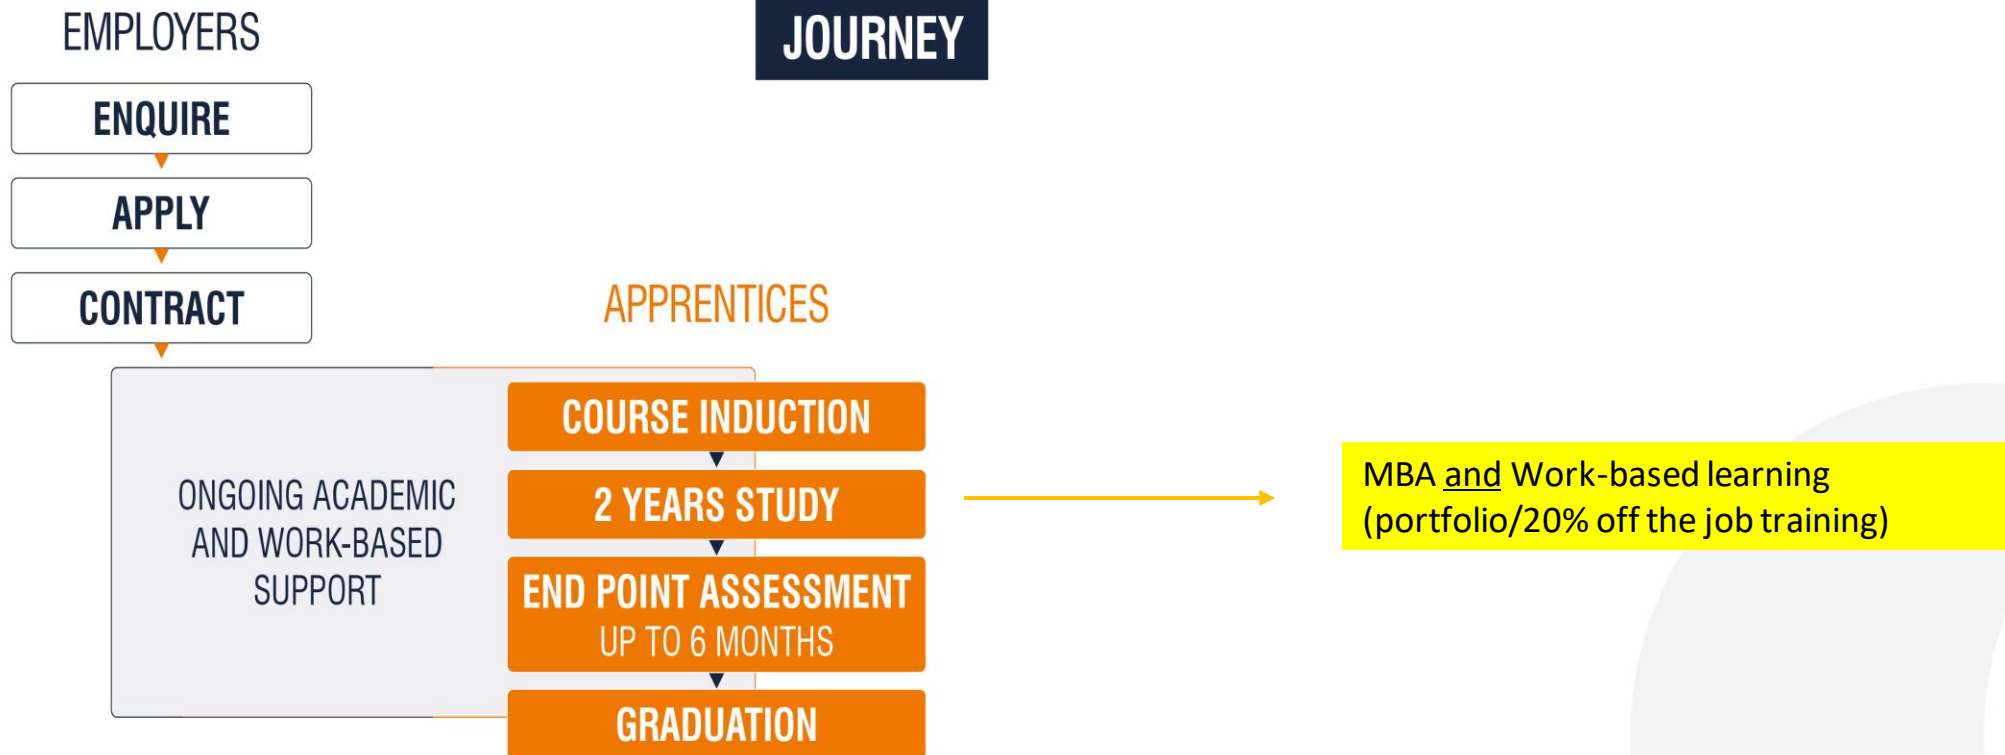 EMPLOYERS
JOURNEY
ENQUIRE
APPLY
CONTRACT
APPRENTICES
COURSE INDUCTION
2 YEARS STUDY
END POINT ASSESSMENT
UP TO 6 MONTHS
GRADUATION
ONGOING ACADEMIC
AND WORK-BASED
SUPPORT
MBA and Work-based learning
(portfolio/20% off the job training)